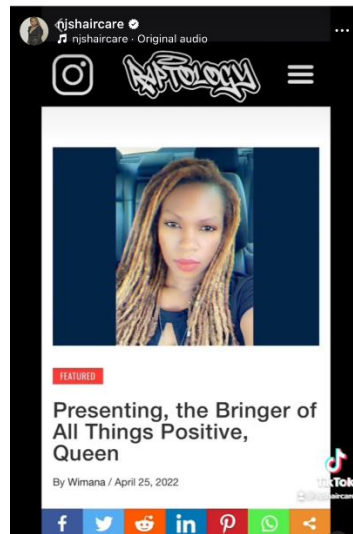 njshaircare
njshaircare · Original audio
RAPTOLOGY
FEATURED
Presenting, the Bringer of
All Things Positive,
Queen
By Wimana / April 25, 2022
TikTok